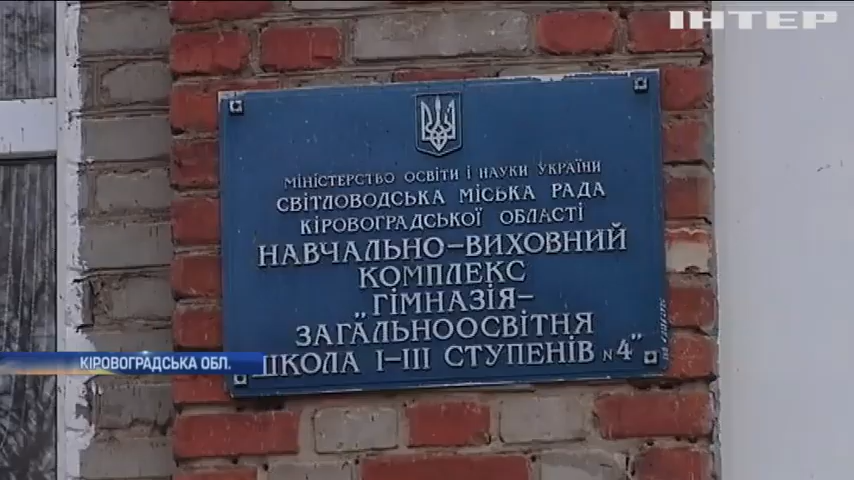 ІНТЕР
МІНІСТЕРСТВО ОСВІТИ І НАУКИ УКРАЇНИ
СВІТЛОВОДСЬКА МІСЬКА РАДА
КІРОВОГРАДСЬКОЇ ОБЛАСТІ
НАВЧАЛЬНО-ВИХОВНИЙ
КОМПЛЕКС
„ГІМНАЗІЯ-
ЗАГАЛЬНООСВІТНЯ
ШКОЛА І-ІІІ СТУПЕНІВ №4"
КІРОВОГРАДСЬКА ОБЛ.